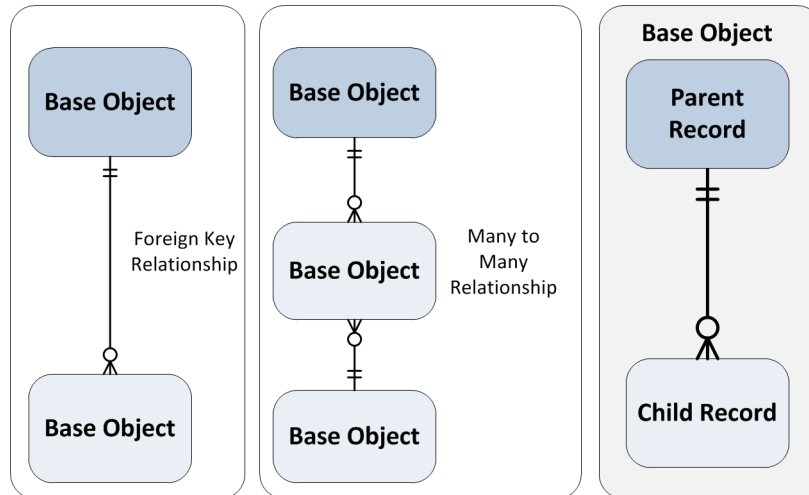 Base Object
Foreign Key
Relationship
Base Object
Base Object
Base Object
Many to
Many
Relationship
Base Object
Base Object
Parent
Record
Child Record